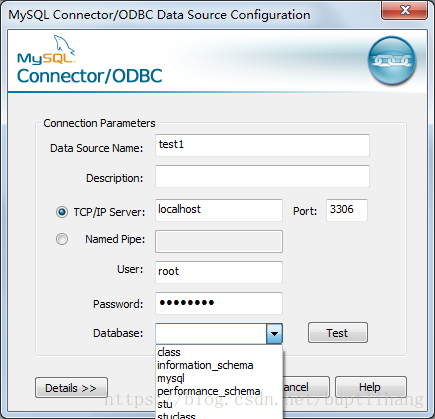 MySQL Connector/ODBC Data Source Configuration
MySQL
Connector/ODBC
Connection Parameters
Data Source Name: test1
Description:
TCP/IP Server: localhost Port: 3306
Named Pipe:
User: root
Password: ••••••••
Database: Test
class
information_schema
mysql
performance_schema
stu
stuclass
Details >> ancel Help
https://blog.csdn.net/buptlihang